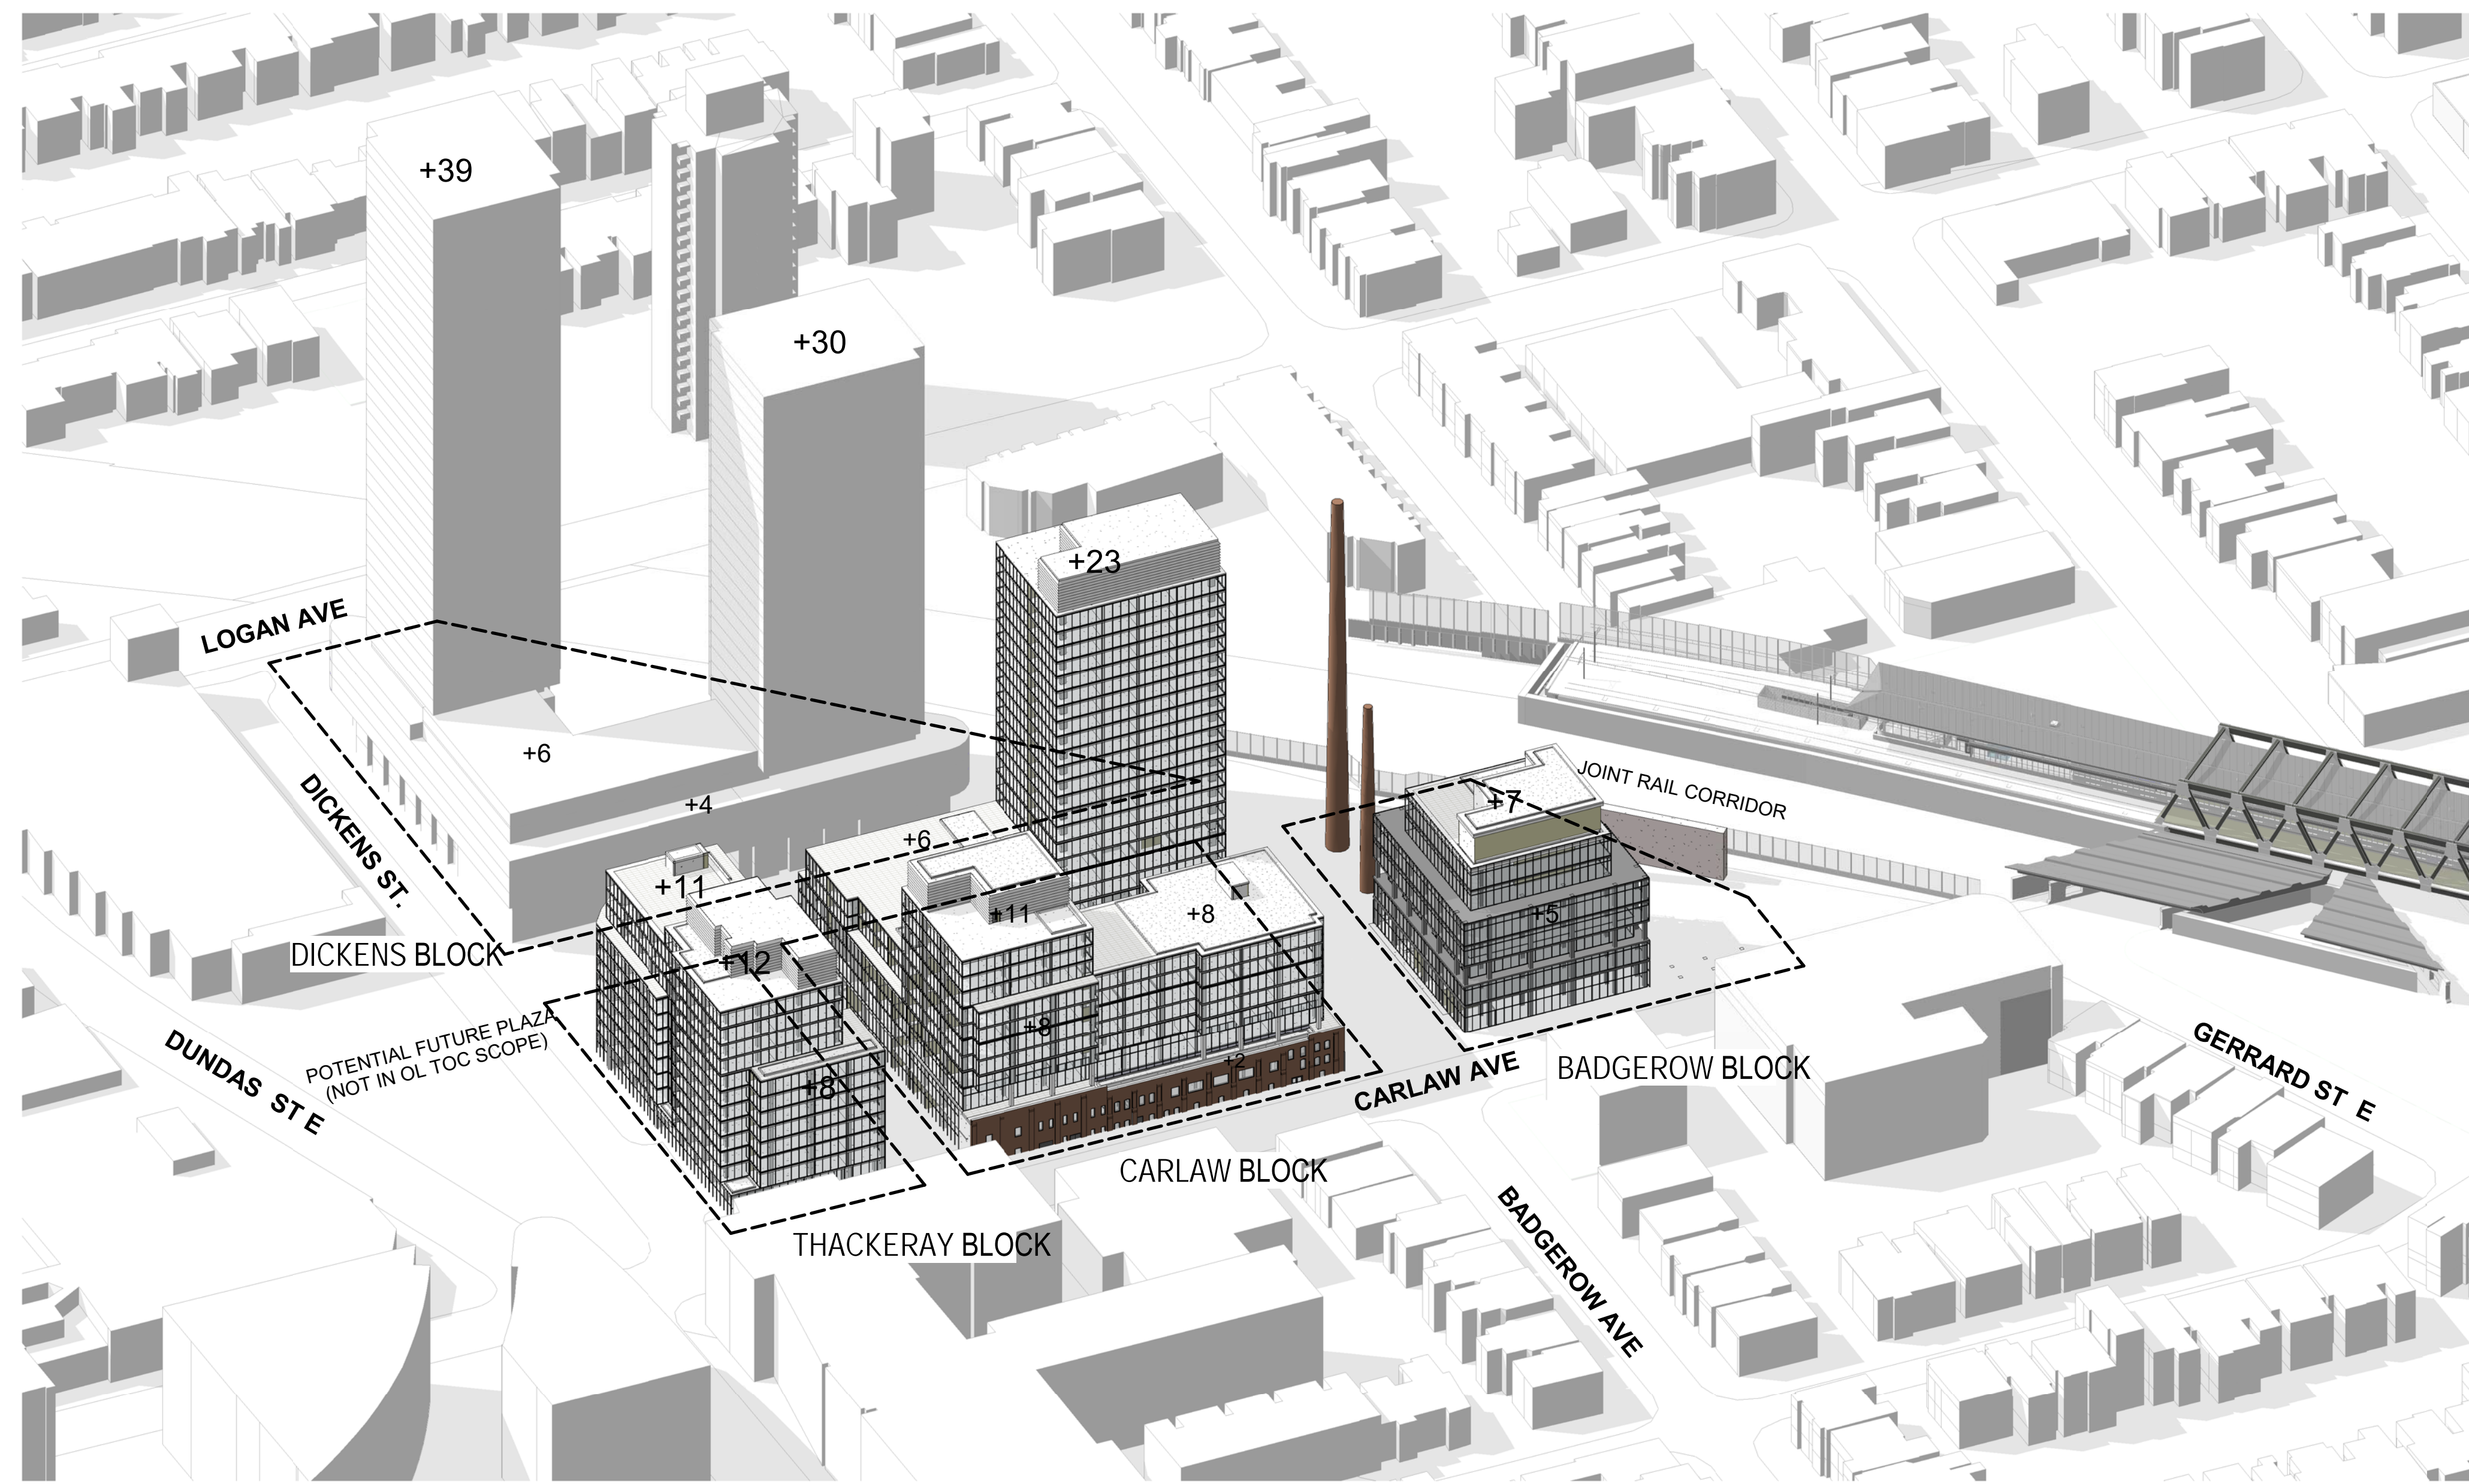 +39
+30
+23
LOGAN AVE
+6
DICKENS ST.
+4
JOINT RAIL CORRIDOR
+7
+6
+11
+11
+8
+5
DICKENS BLOCK
+12
POTENTIAL FUTURE PLAZA
(NOT IN OL TOC SCOPE)
+8
DUNDAS ST E
+8
+2
CARLAW AVE
BADGEROW BLOCK
GERRARD ST E
CARLAW BLOCK
THACKERAY BLOCK
BADGEROW AVE